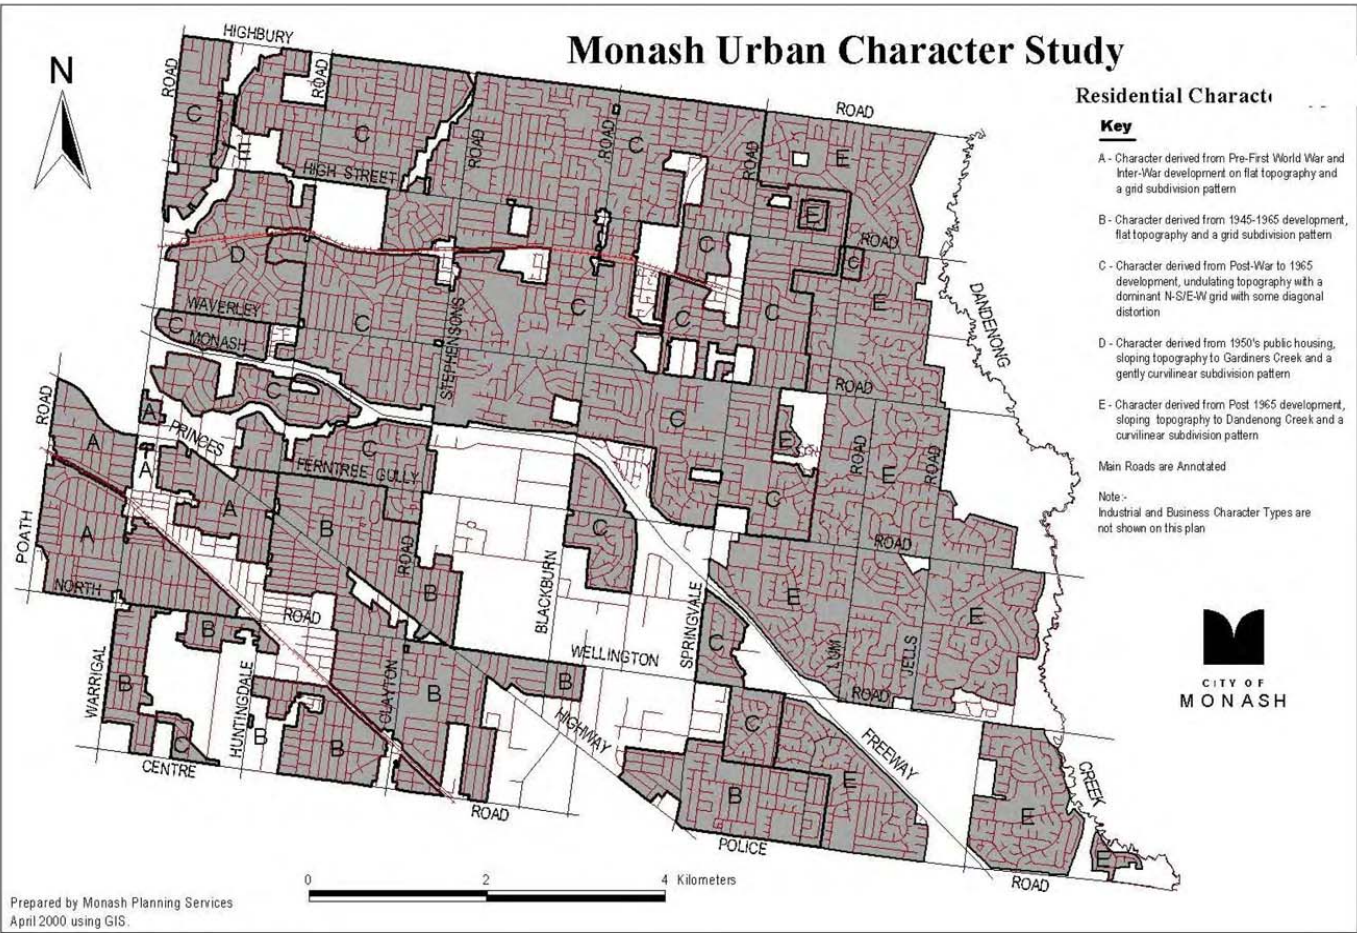 Monash Urban Character Study
Residential Characte
Key
A - Character derived from Pre-First World War and
Inter-War development on flat topography and
a grid subdivision pattern
B - Character derived from 1945-1965 development,
flat topography and a grid subdivision pattern
C - Character derived from Post-War to 1965
development, undulating topography with a
dominant N-S/E-W grid with some diagonal
distortion
D - Character derived from 1950's public housing,
sloping topography to Gardiners Creek and a
gently curvilinear subdivision pattern
E - Character derived from Post 1965 development,
sloping topography to Dandenong Creek and a
curvilinear subdivision pattern
Main Roads are Annotated
Note:-
Industrial and Business Character Types are
not shown on this plan
CITY OF
MONASH
N
HIGHBURY
ROAD
ROAD
ROAD
ROAD
ROAD
ROAD
C
C
C
E
E
HIGH STREET
E
C
ROAD
C
D
E
WAVERLEY
C
C
C
C
C
MONASH
STEPHENSONS
DANDENONG
C
ROAD
ROAD
A
PRINCES
C
E
ROAD
ROAD
A
A
C
FERNTREE GULLY
E
C
A
B
C
POATH
A
ROAD
ROAD
NORTH
B
BLACKBURN
E
E
ROAD
SPRINGVALE
B
C
WELLINGTON
LUM
JELLS
WARRIGAL
B
HUNTINGDALE
CLAYTON
B
B
ROAD
C
B
B
HIGHWAY
C
FREEWAY
CENTRE
CREEK
B
E
E
ROAD
POLICE
E
ROAD
0
2
4 Kilometers
Prepared by Monash Planning Services
April 2000 using GIS.